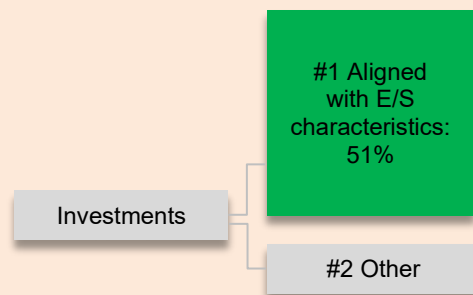 #1 Aligned
with E/S
characteristics:
51%
Investments
#2 Other